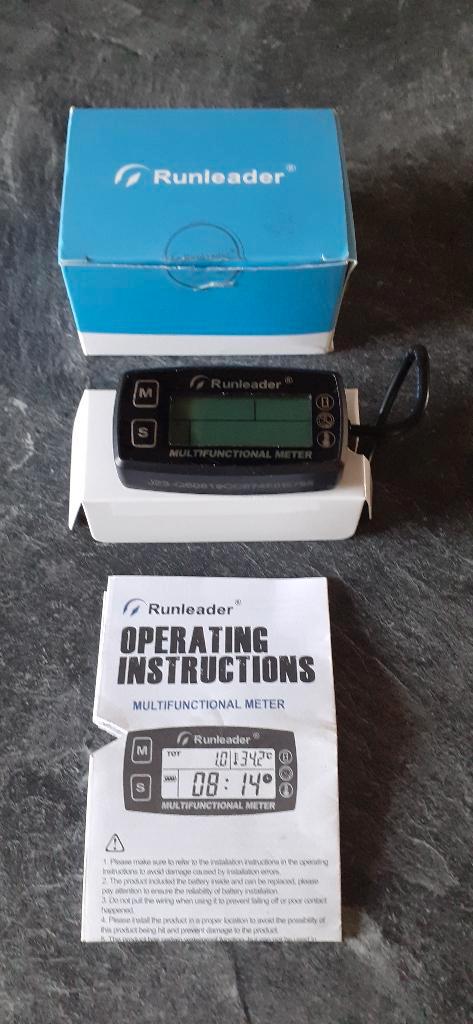 Runleader®
Runleader®
M
S
MULTIFUNCTIONAL METER
Runleader®
OPERATING
INSTRUCTIONS
MULTIFUNCTIONAL METER
Runleader®
M
TOT 1.0 34.2°C
S
08:14
MULTIFUNCTIONAL METER
1. Please make sure to refer to the installation instructions in the operating
instructions to avoid damage caused by installation errors.
2. The product included the battery inside and can be replaced, please
pay attention to ensure the reliability of battery installation.
3. Do not pull the wiring when using it to prevent falling off or poor contact
happened.
4. Please install the product in a proper location to avoid the possibility of
this product being hit and prevent damage to the product.